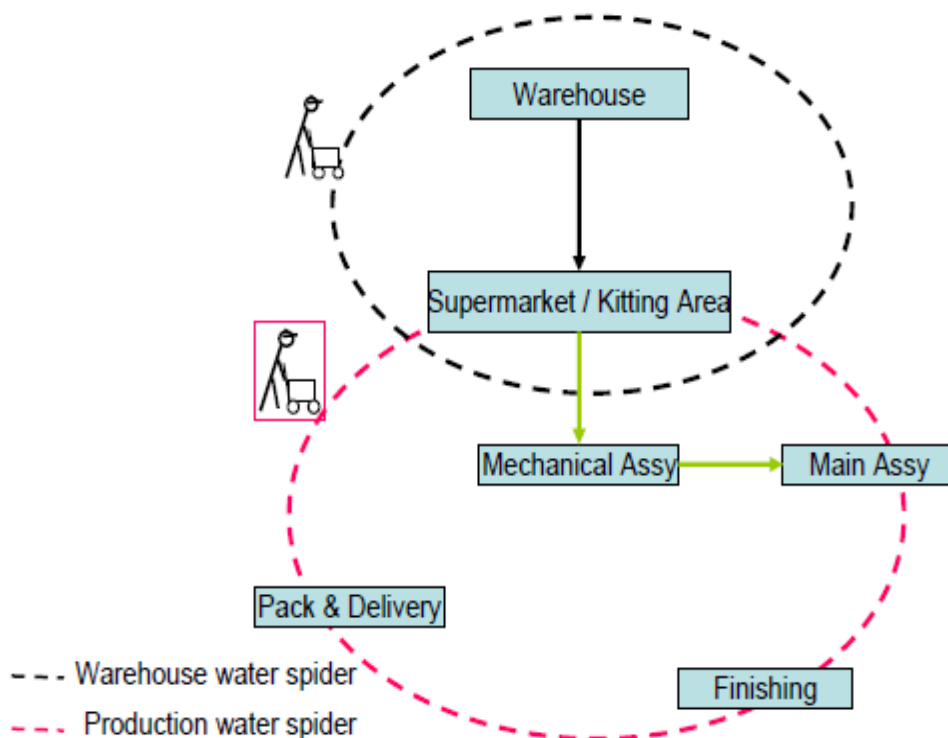 Warehouse
Supermarket / Kitting Area
Mechanical Assy
Main Assy
Pack & Delivery
Finishing
Warehouse water spider
Production water spider